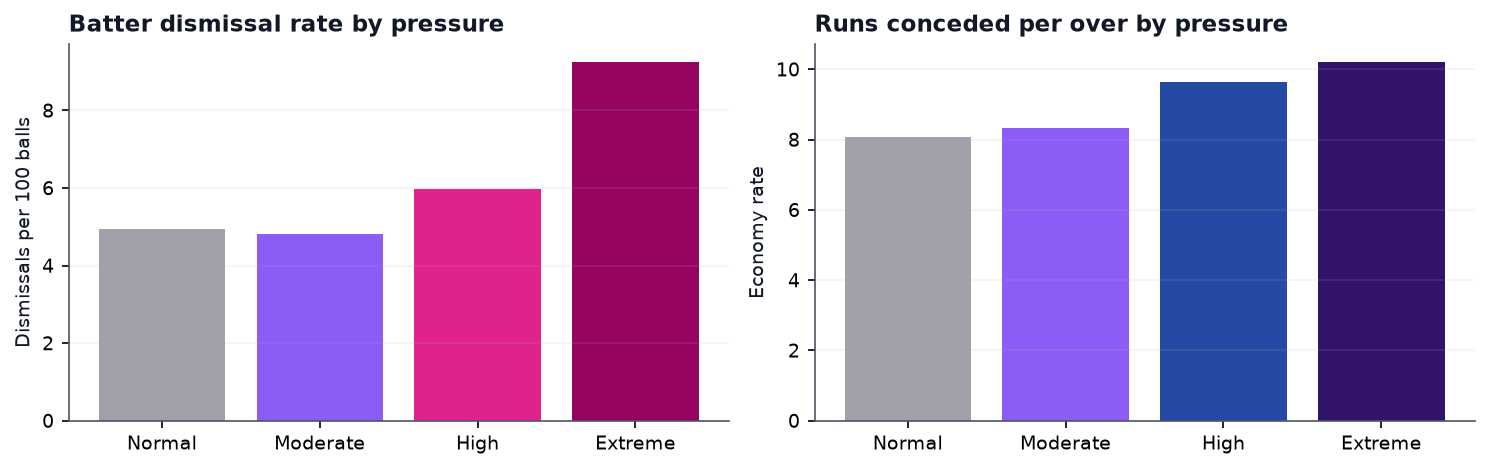 Batter dismissal rate by pressure
Dismissals per 100 balls
8
6
4
2
0
Normal Moderate High Extreme
Runs conceded per over by pressure
Economy rate
10
8
6
4
2
0
Normal Moderate High Extreme